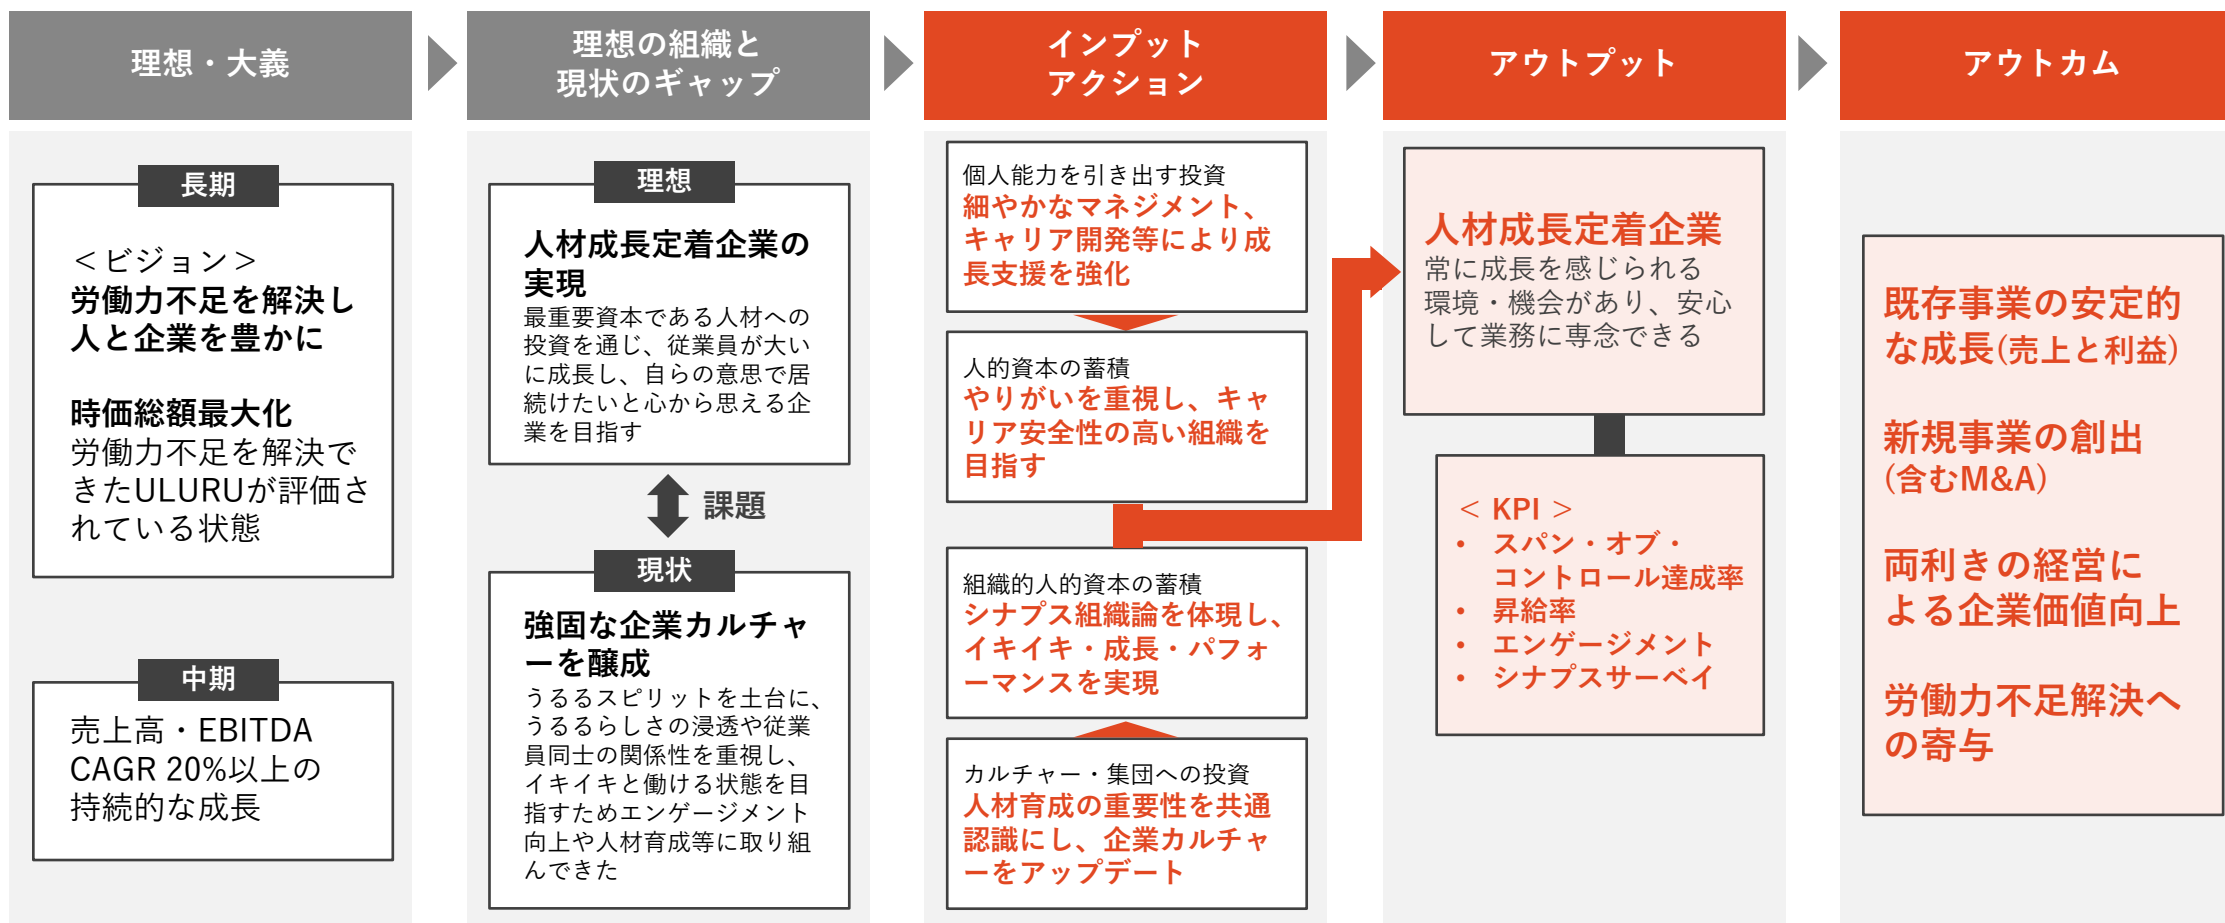 理想・大義
長期
＜ビジョン＞
労働力不足を解決し
人と企業を豊かに
時価総額最大化
労働力不足を解決で
きたULURUが評価さ
れている状態
中期
売上高・EBITDA
CAGR 20%以上の
持続的な成長
理想の組織と
現状のギャップ
理想
人材成長定着企業の
実現
最重要資本である人材への
投資を通じ、従業員が大い
に成長し、自らの意思で居
続けたいと心から思える企
業を目指す
課題
現状
強固な企業カルチャ
ーを醸成
うるるスピリットを土台に、
うるるらしさの浸透や従業
員同士の関係性を重視し、
イキイキと働ける状態を目
指すためエンゲージメント
向上や人材育成等に取り組
んできた
インプット
アクション
個人能力を引き出す投資
細やかなマネジメント、
キャリア開発等により成
長支援を強化
人的資本の蓄積
やりがいを重視し、キャ
リア安全性の高い組織を
目指す
組織的人的資本の蓄積
シナプス組織論を体現し、
イキイキ・成長・パフォ
ーマンスを実現
カルチャー・集団への投資
人材育成の重要性を共通
認識にし、企業カルチャ
ーをアップデート
アウトプット
人材成長定着企業
常に成長を感じられる
環境・機会があり、安心
して業務に専念できる
＜ KPI ＞
• スパン・オブ・
コントロール達成率
• 昇給率
• エンゲージメント
• シナプスサーベイ
アウトカム
既存事業の安定的
な成長(売上と利益)
新規事業の創出
(含むM&A)
両利きの経営に
よる企業価値向上
労働力不足解決へ
の寄与